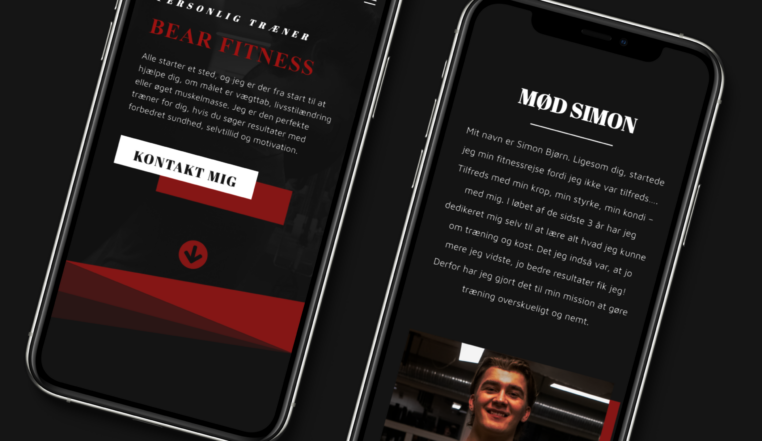 PERSONLIG TRÆNER
BEAR FITNESS
Alle starter et sted, og jeg er der fra start til at
hjælpe dig, om målet er vægttab, livsstilændring
eller øget muskelmasse. Jeg er den perfekte
træner for dig, hvis du søger resultater med
forbedret sundhed, selvtillid og motivation.
KONTAKT MIG
MØD SIMON
Mit navn er Simon Bjørn. Ligesom dig, startede
jeg min fitnessrejse fordi jeg ikke var tilfreds....
Tilfreds med min krop, min styrke, min kondi –
med mig. I løbet af de sidste 3 år har jeg
dedikeret mig selv til at lære alt hvad jeg kunne
om træning og kost. Det jeg indså var, at jo
mere jeg vidste, jo bedre resultater fik jeg!
Derfor har jeg gjort det til min mission at gøre
træning overskueligt og nemt.